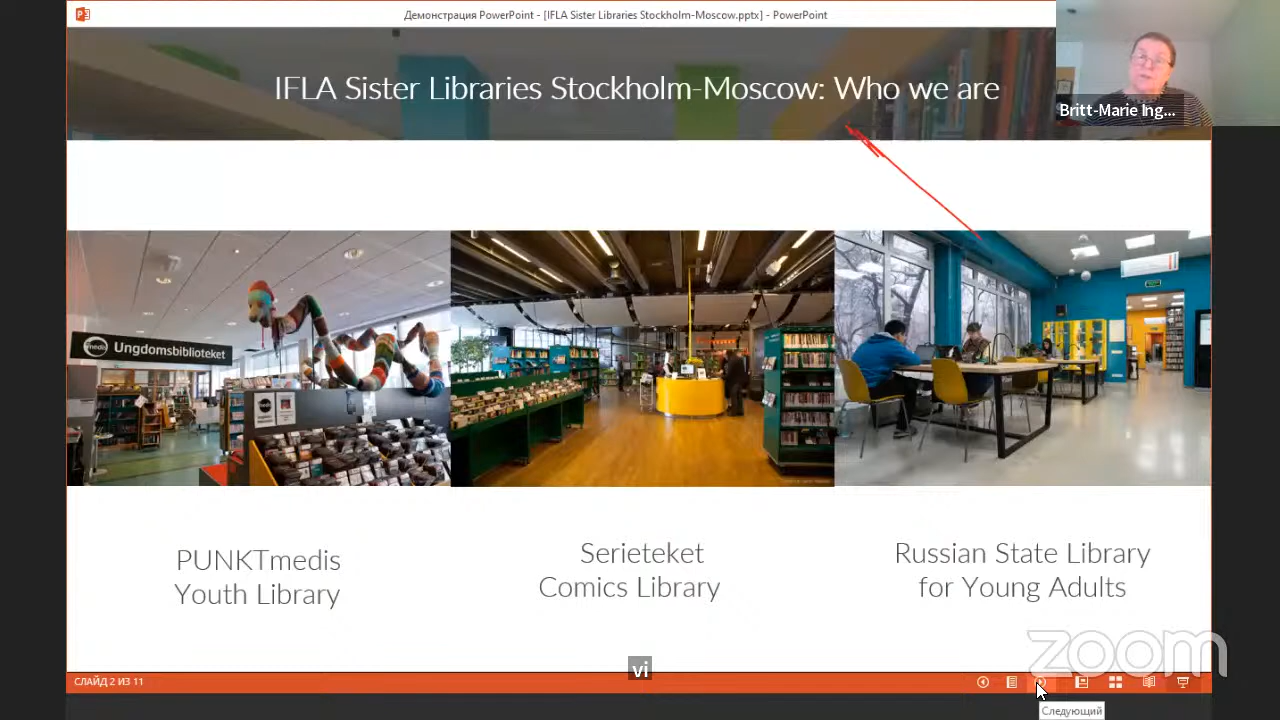 Демонстрация PowerPoint - [IFLA Sister Libraries Stockholm-Moscow.pptx] - PowerPoint
IFLA Sister Libraries Stockholm-Moscow: Who we are
Britt-Marie Ing...
Ungdomsbiblioteket
PUNKTmedis
Youth Library
Serieteket
Comics Library
Russian State Library
for Young Adults
vi
zoom
СЛАЙД 2 ИЗ 11
Следующий